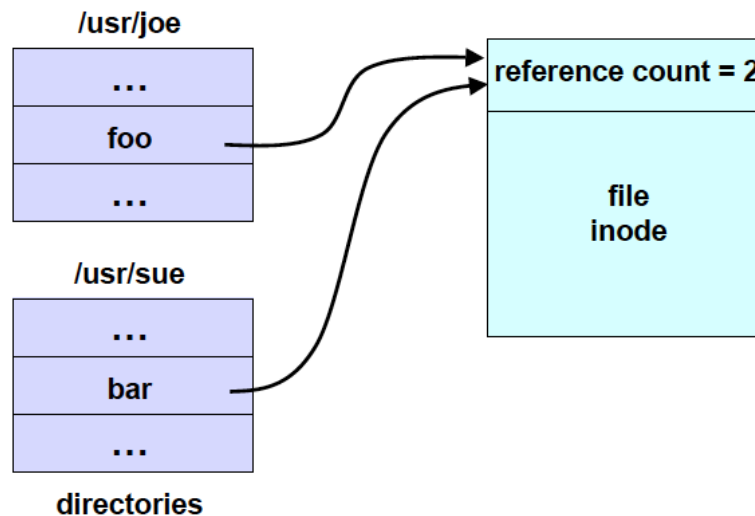 /usr/joe
...
foo
...
/usr/sue
...
bar
...
directories
reference count = 2
file
inode